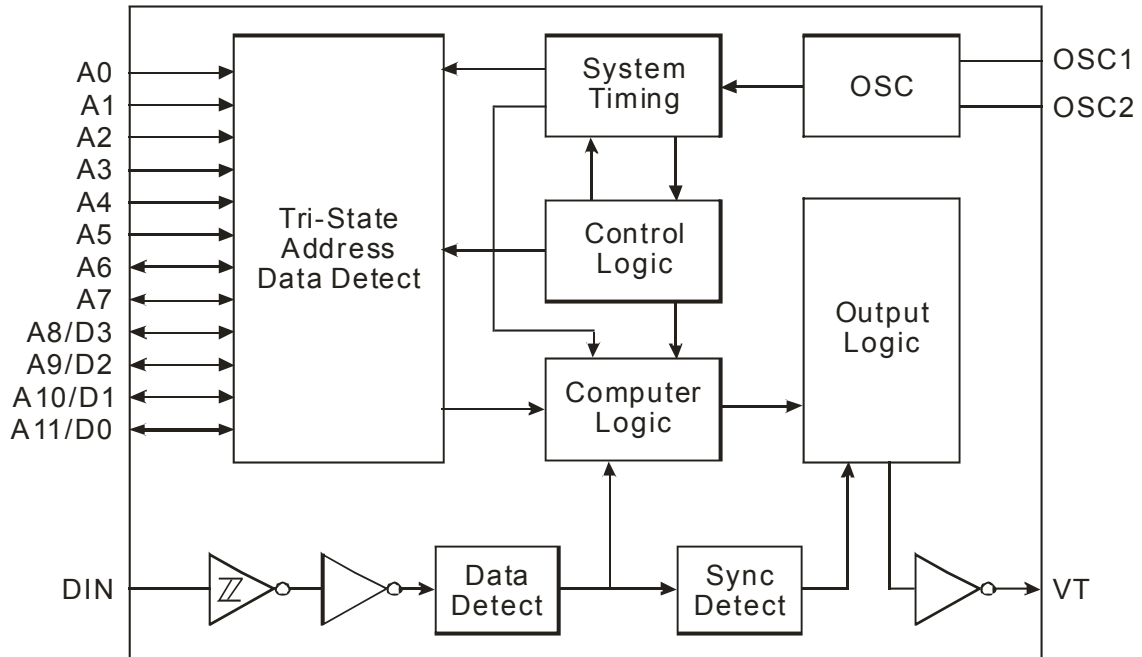 A0
A1
A2
A3
A4
A5
A6
A7
A8/D3
A9/D2
A10/D1
A11/D0
DIN
Tri-State
Address
Data Detect
System
Timing
OSC
OSC1
OSC2
Control
Logic
Output
Logic
Computer
Logic
Data
Detect
Sync
Detect
VT